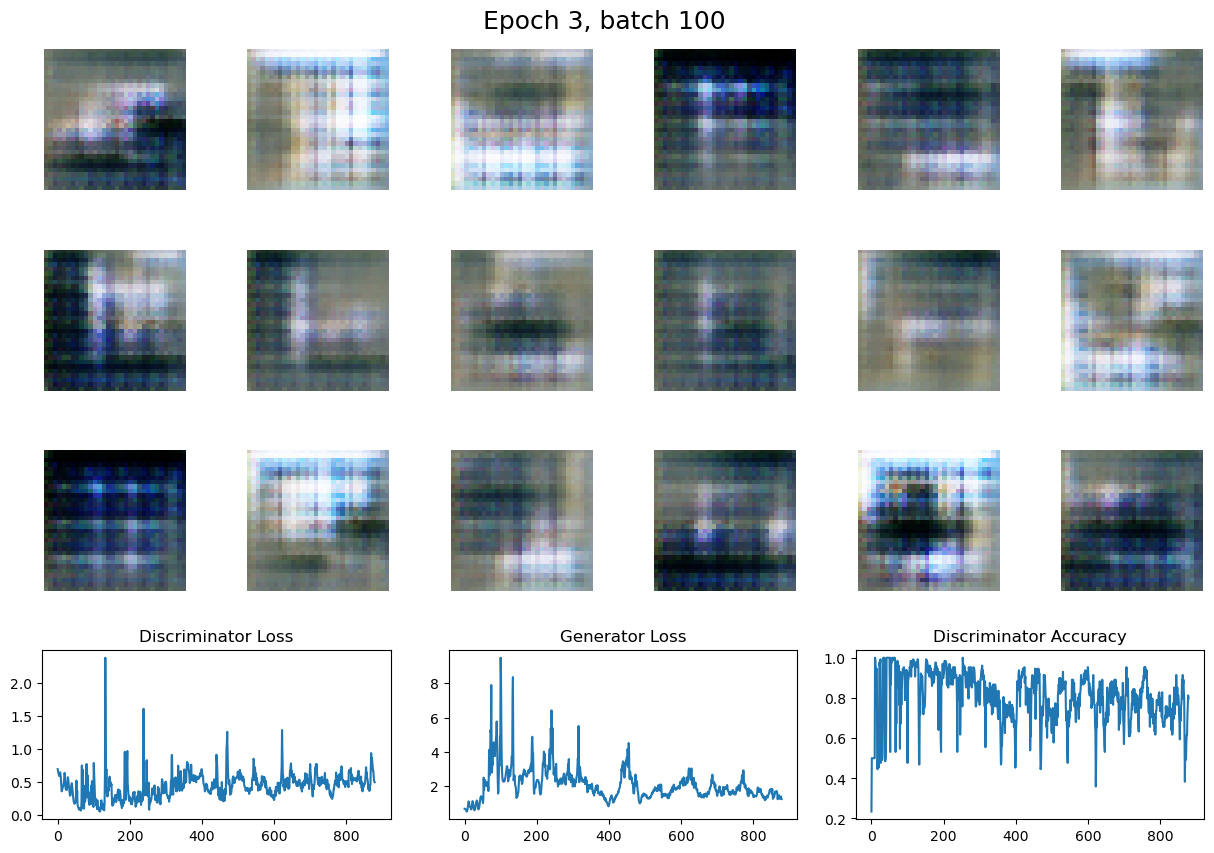 Epoch 3, batch 100
Discriminator Loss
Generator Loss
Discriminator Accuracy
2.0
1.5
1.0
0.5
0.0
0 200 400 600 800
8
6
4
2
0 200 400 600 800
1.0
0.8
0.6
0.4
0.2
0 200 400 600 800